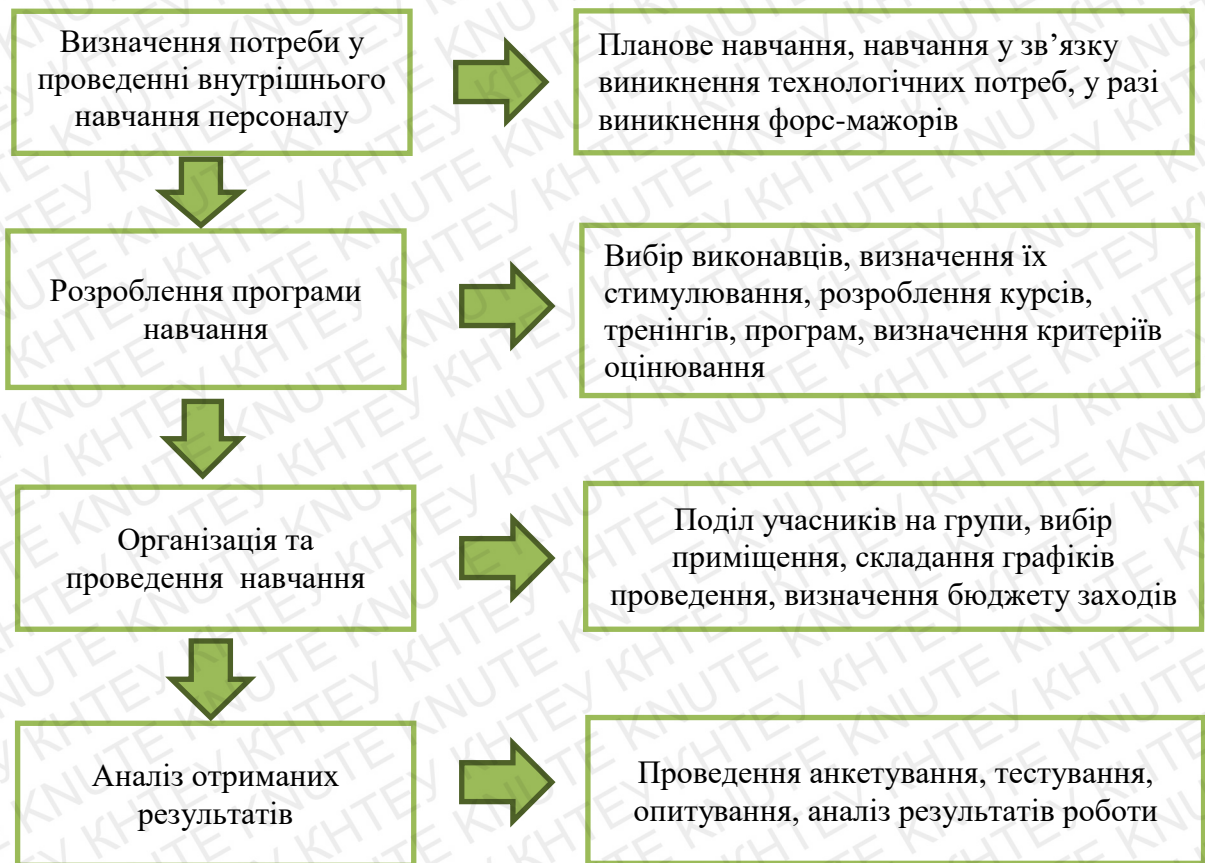 Визначення потреби у
проведенні внутрішнього
навчання персоналу
Планове навчання, навчання у зв’язку
виникнення технологічних потреб, у разі
виникнення форс-мажорів
Розроблення програми
навчання
Вибір виконавців, визначення їх
стимулювання, розроблення курсів,
тренінгів, програм, визначення критеріїв
оцінювання
Організація та
проведення навчання
Поділ учасників на групи, вибір
приміщення, складання графіків
проведення, визначення бюджету заходів
Аналіз отриманих
результатів
Проведення анкетування, тестування,
опитування, аналіз результатів роботи